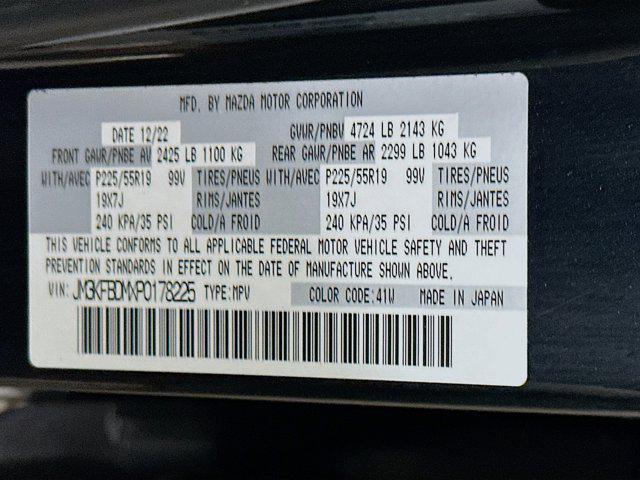 MFD. BY MAZDA MOTOR CORPORATION
DATE 12/22 GVWR/PNBV 4724 LB 2143 KG
FRONT GAWR/PNBE AV 2425 LB 1100 KG REAR GAWR/PNBE AR 2299 LB 1043 KG
WITH/AVEC P225/55R19 99V TIRES/PNEUS WITH/AVEC P225/55R19 99V TIRES/PNEUS
19X7J RIMS/JANTES 19X7J RIMS/JANTES
240 KPA/35 PSI COLD/A FROID 240 KPA/35 PSI COLD/A FROID
THIS VEHICLE CONFORMS TO ALL APPLICABLE FEDERAL MOTOR VEHICLE SAFETY AND THEFT
PREVENTION STANDARDS IN EFFECT ON THE DATE OF MANUFACTURE SHOWN ABOVE.
VIN: JM3KFBDMXP0178225 TYPE:MPV COLOR CODE:41W MADE IN JAPAN